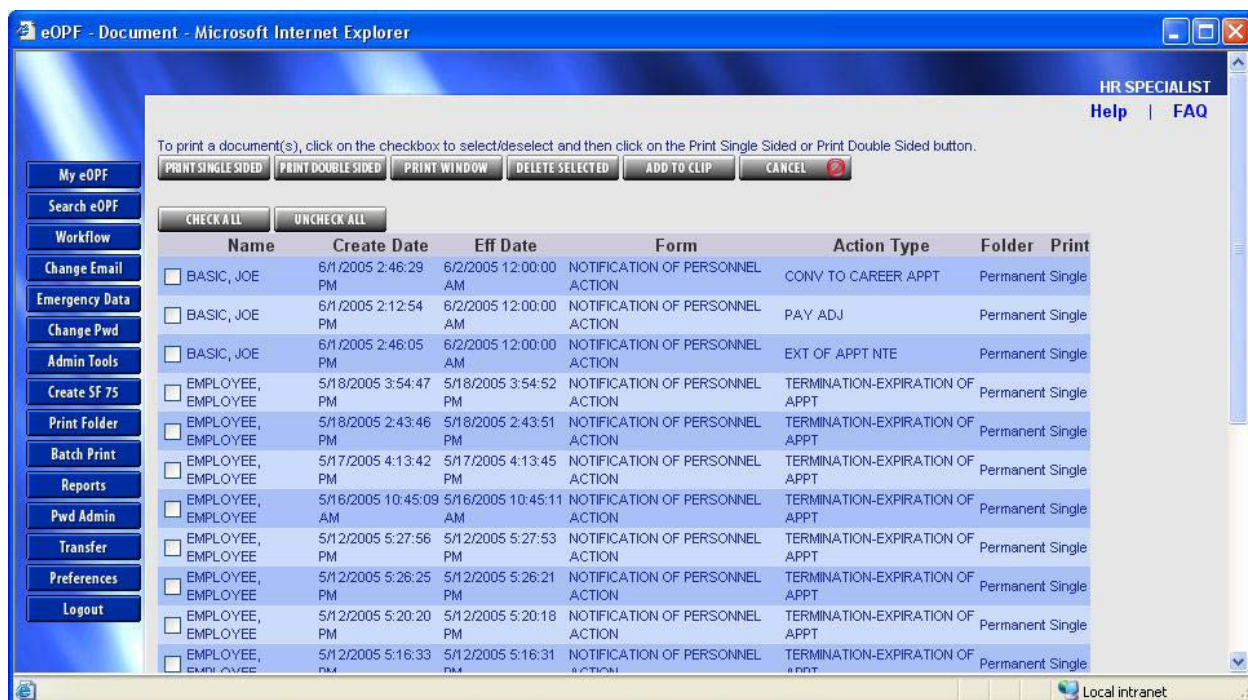 eOPF - Document - Microsoft Internet Explorer
HR SPECIALIST
Help | FAQ
To print a document(s), click on the checkbox to select/deselect and then click on the Print Single Sided or Print Double Sided button.
PRINT SINGLE SIDED PRINT DOUBLE SIDED PRINT WINDOW DELETE SELECTED ADD TO CLIP CANCEL
CHECK ALL UNCHECK ALL
My eOPF
Search eOPF
Workflow
Change Email
Emergency Data
Change Pwd
Admin Tools
Create SF 75
Print Folder
Batch Print
Reports
Pwd Admin
Transfer
Preferences
Logout
Name Create Date Eff Date Form Action Type Folder Print
BASIC, JOE 6/1/2005 2:46:29 PM 6/2/2005 12:00:00 AM NOTIFICATION OF PERSONNEL ACTION CONV TO CAREER APPT Permanent Single
BASIC, JOE 6/1/2005 2:12:54 PM 6/2/2005 12:00:00 AM NOTIFICATION OF PERSONNEL ACTION PAY ADJ Permanent Single
BASIC, JOE 6/1/2005 2:46:05 PM 6/2/2005 12:00:00 AM NOTIFICATION OF PERSONNEL ACTION EXT OF APPT NTE Permanent Single
EMPLOYEE, EMPLOYEE 5/18/2005 3:54:47 PM 5/18/2005 3:54:52 PM NOTIFICATION OF PERSONNEL ACTION TERMINATION-EXPIRATION OF APPT Permanent Single
EMPLOYEE, EMPLOYEE 5/18/2005 2:43:46 PM 5/18/2005 2:43:51 PM NOTIFICATION OF PERSONNEL ACTION TERMINATION-EXPIRATION OF APPT Permanent Single
EMPLOYEE, EMPLOYEE 5/17/2005 4:13:42 PM 5/17/2005 4:13:45 PM NOTIFICATION OF PERSONNEL ACTION TERMINATION-EXPIRATION OF APPT Permanent Single
EMPLOYEE, EMPLOYEE 5/16/2005 10:45:09 AM 5/16/2005 10:45:11 AM NOTIFICATION OF PERSONNEL ACTION TERMINATION-EXPIRATION OF APPT Permanent Single
EMPLOYEE, EMPLOYEE 5/12/2005 5:27:56 PM 5/12/2005 5:27:53 PM NOTIFICATION OF PERSONNEL ACTION TERMINATION-EXPIRATION OF APPT Permanent Single
EMPLOYEE, EMPLOYEE 5/12/2005 5:26:25 PM 5/12/2005 5:26:21 PM NOTIFICATION OF PERSONNEL ACTION TERMINATION-EXPIRATION OF APPT Permanent Single
EMPLOYEE, EMPLOYEE 5/12/2005 5:20:20 PM 5/12/2005 5:20:18 PM NOTIFICATION OF PERSONNEL ACTION TERMINATION-EXPIRATION OF APPT Permanent Single
EMPLOYEE, EMPLOYEE 5/12/2005 5:16:33 PM 5/12/2005 5:16:31 PM NOTIFICATION OF PERSONNEL ACTION TERMINATION-EXPIRATION OF APPT Permanent Single
Local intranet